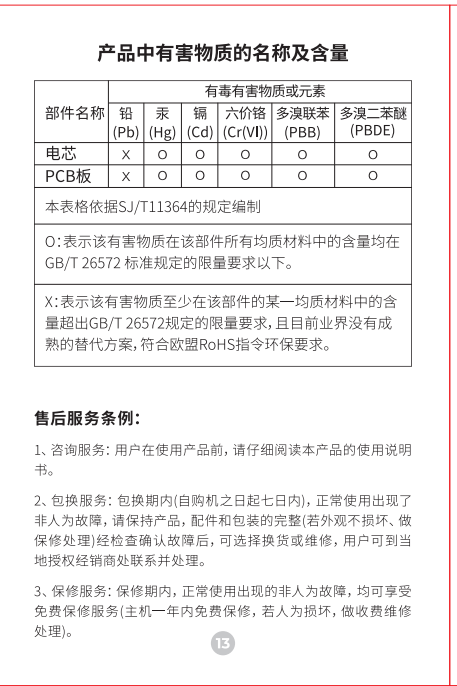 产品中有害物质的名称及含量
部件名称 有毒有害物质或元素
铅 汞 镉 六价铬 多溴联苯 多溴二苯醚
(Pb) (Hg) (Cd) (Cr(VI)) (PBB) (PBDE)
电芯 X O O O O O
PCB板 X O O O O O
本表格依据SJ/T11364的规定编制
O:表示该有害物质在该部件所有均质材料中的含量均在
GB/T 26572 标准规定的限量要求以下。
X:表示该有害物质至少在该部件的某一均质材料中的含
量超出GB/T 26572规定的限量要求,且目前业界没有成
熟的替代方案,符合欧盟RoHS指令环保要求。
售后服务条例:
1、咨询服务:用户在使用产品前,请仔细阅读本产品的使用说明
书。
2、包换服务:包换期内(自购机之日起七日内),正常使用出现了
非人为故障,请保持产品,配件和包装的完整(若外观不损坏、做
保修处理)经检查确认故障后,可选择换货或维修,用户可到当
地授权经销商处联系并处理。
3、保修服务:保修期内,正常使用出现的非人为故障,均可享受
免费保修服务(主机一年内免费保修,若人为损坏,做收费维修
处理)。
13